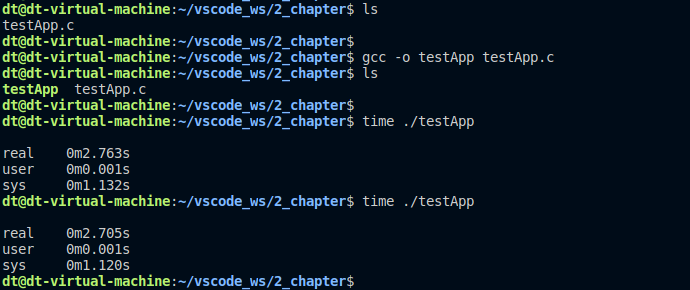 dt@dt-virtual-machine:~/vscode_ws/2_chapter$ ls
testApp.c
dt@dt-virtual-machine:~/vscode_ws/2_chapter$
dt@dt-virtual-machine:~/vscode_ws/2_chapter$ gcc -o testApp testApp.c
dt@dt-virtual-machine:~/vscode_ws/2_chapter$ ls
testApp  testApp.c
dt@dt-virtual-machine:~/vscode_ws/2_chapter$
dt@dt-virtual-machine:~/vscode_ws/2_chapter$ time ./testApp
real    0m2.763s
user    0m0.001s
sys     0m1.132s
dt@dt-virtual-machine:~/vscode_ws/2_chapter$ time ./testApp
real    0m2.705s
user    0m0.001s
sys     0m1.120s
dt@dt-virtual-machine:~/vscode_ws/2_chapter$